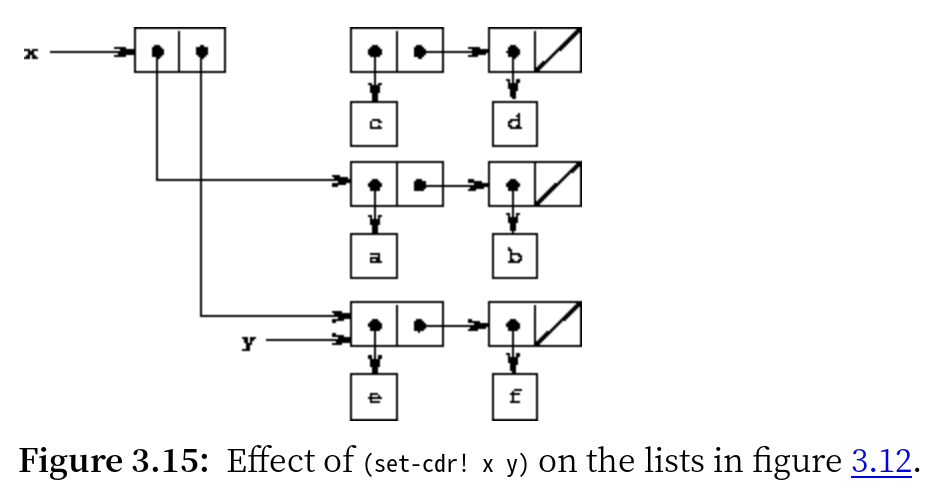 x
c
d
a
b
y
e
f
Figure 3.15: Effect of (set-cdr! x y) on the lists in figure 3.12.